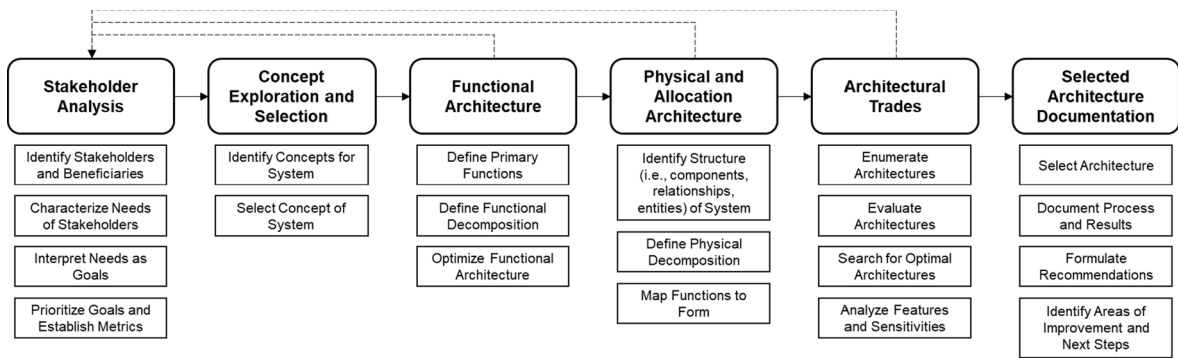 Stakeholder
Analysis
Identify Stakeholders
and Beneficiaries
Characterize Needs
of Stakeholders
Interpret Needs as
Goals
Prioritize Goals and
Establish Metrics
Concept
Exploration and
Selection
Identify Concepts for
System
Select Concept of
System
Functional
Architecture
Define Primary
Functions
Define Functional
Decomposition
Optimize Functional
Architecture
Physical and
Allocation
Architecture
Identify Structure
(i.e., components,
relationships,
entities) of System
Define Physical
Decomposition
Map Functions to
Form
Architectural
Trades
Enumerate
Architectures
Evaluate
Architectures
Search for Optimal
Architectures
Analyze Features
and Sensitivities
Selected
Architecture
Documentation
Select Architecture
Document Process
and Results
Formulate
Recommendations
Identify Areas of
Improvement and
Next Steps